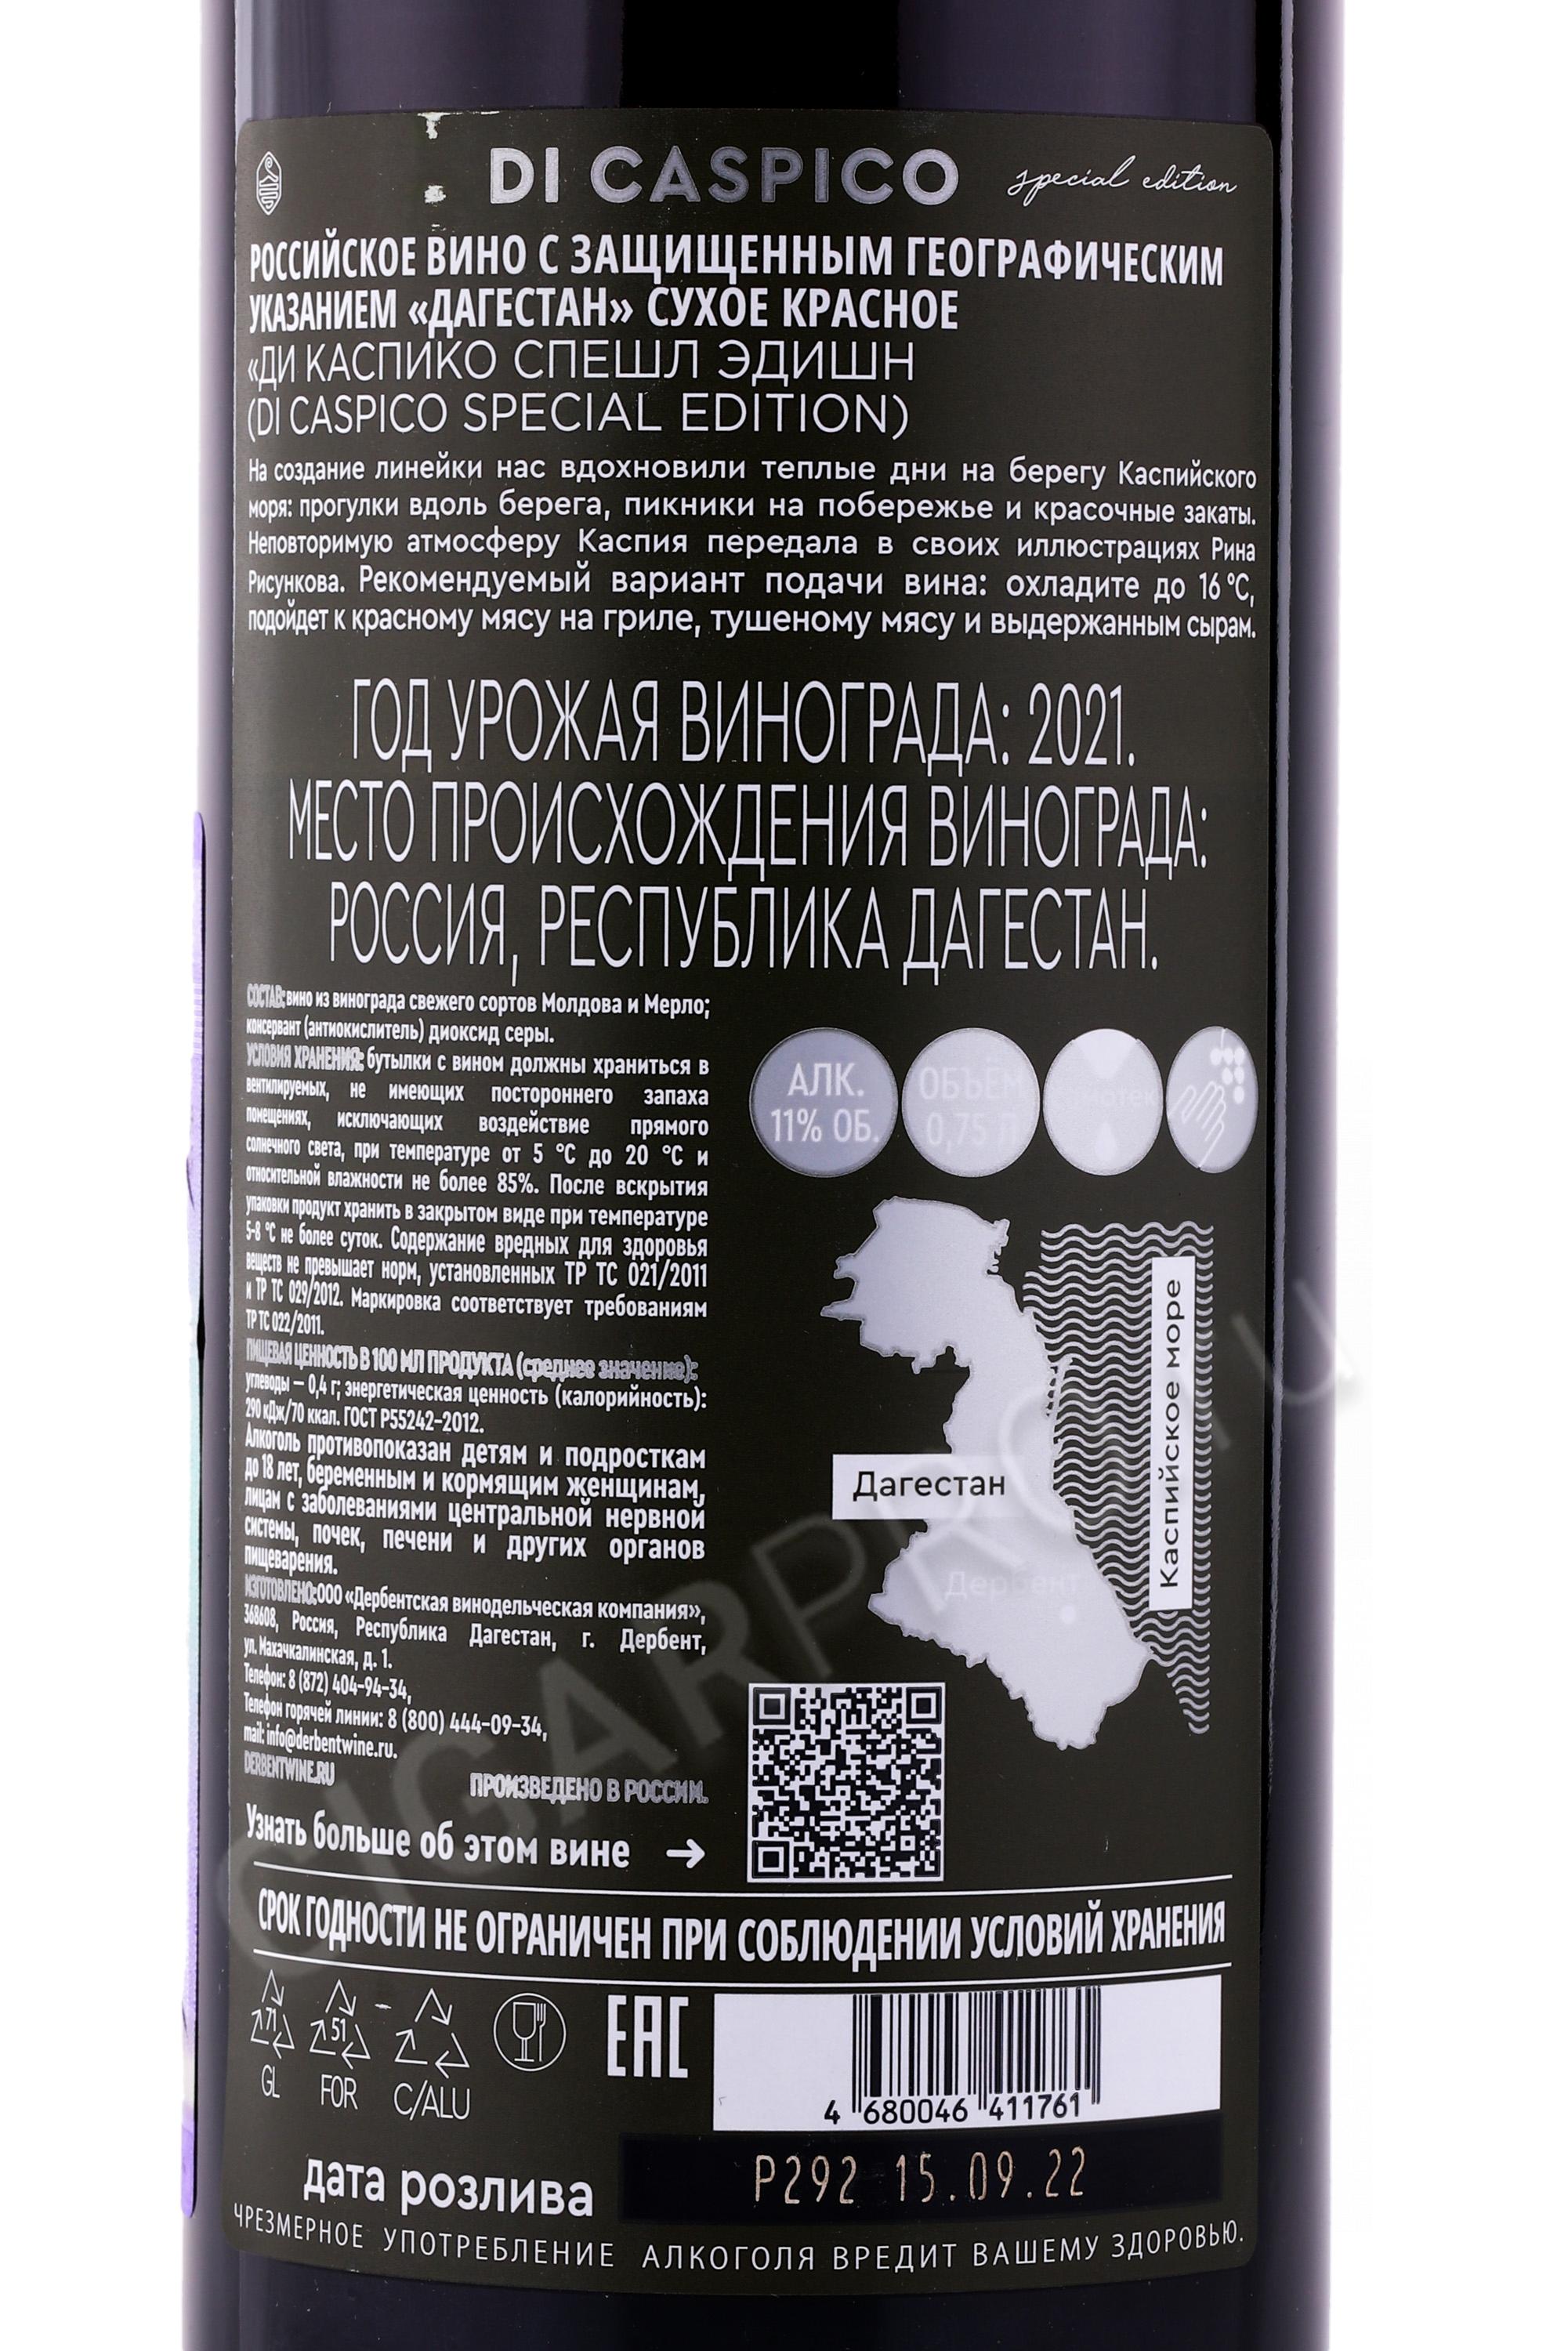 DI CASPICO special edition
РОССИЙСКОЕ ВИНО С ЗАЩИЩЕННЫМ ГЕОГРАФИЧЕСКИМ
УКАЗАНИЕМ «ДАГЕСТАН» СУХОЕ КРАСНОЕ
«ДИ КАСПИКО СПЕШЛ ЭДИШН
(DI CASPICO SPECIAL EDITION)
На создание линейки нас вдохновили теплые дни на берегу Каспийского
моря: прогулки вдоль берега, пикники на побережье и красочные закаты.
Неповторимую атмосферу Каспия передала в своих иллюстрациях Рина
Рисункова. Рекомендуемый вариант подачи вина: охладите до 16 °С,
подойдет к красному мясу на гриле, тушеному мясу и выдержанным сырам.
ГОД УРОЖАЯ ВИНОГРАДА: 2021.
МЕСТО ПРОИСХОЖДЕНИЯ ВИНОГРАДА:
РОССИЯ, РЕСПУБЛИКА ДАГЕСТАН.
СОСТАВ: вино из винограда свежего сортов Молдова и Мерло;
консервант (антиокислитель) диоксид серы.
УСЛОВИЯ ХРАНЕНИЯ: бутылки с вином должны храниться в
вентилируемых, не имеющих постороннего запаха
помещениях, исключающих воздействие прямого
солнечного света, при температуре от 5 °С до 20 °С и
относительной влажности не более 85%. После вскрытия
упаковки продукт хранить в закрытом виде при температуре
5-8 °С не более суток. Содержание вредных для здоровья
веществ не превышает норм, установленных ТР ТС 021/2011
и ТР ТС 029/2012. Маркировка соответствует требованиям
ТР ТС 022/2011.
ПИЩЕВАЯ ЦЕННОСТЬ В 100 МЛ ПРОДУКТА (среднее значение):
углеводы — 0,4 г; энергетическая ценность (калорийность):
290 кДж/70 ккал. ГОСТ Р55242-2012.
Алкоголь противопоказан детям и подросткам
до 18 лет, беременным и кормящим женщинам,
лицам с заболеваниями центральной нервной
системы, почек, печени и других органов
пищеварения.
ИЗГОТОВЛЕНО: ООО «Дербентская винодельческая компания»,
368608, Россия, Республика Дагестан, г. Дербент,
ул. Махачкалинская, д. 1.
Телефон: 8 (872) 404-94-34,
Телефон горячей линии: 8 (800) 444-09-34,
mail: info@derbentwine.ru.
DERBENTWINE.RU ПРОИЗВЕДЕНО В РОССИИ.
Узнать больше об этом вине →
АЛК.
11% ОБ.
ОБЪЁМ
0,75 Л
Дагестан
Дербент
Каспийское море
СРОК ГОДНОСТИ НЕ ОГРАНИЧЕН ПРИ СОБЛЮДЕНИИ УСЛОВИЙ ХРАНЕНИЯ
71 51 EAC
GL FOR C/ALU
4 680046 411761
дата розлива P292 15.09.22
ЧРЕЗМЕРНОЕ УПОТРЕБЛЕНИЕ АЛКОГОЛЯ ВРЕДИТ ВАШЕМУ ЗДОРОВЬЮ.
CIGARPRO.RU